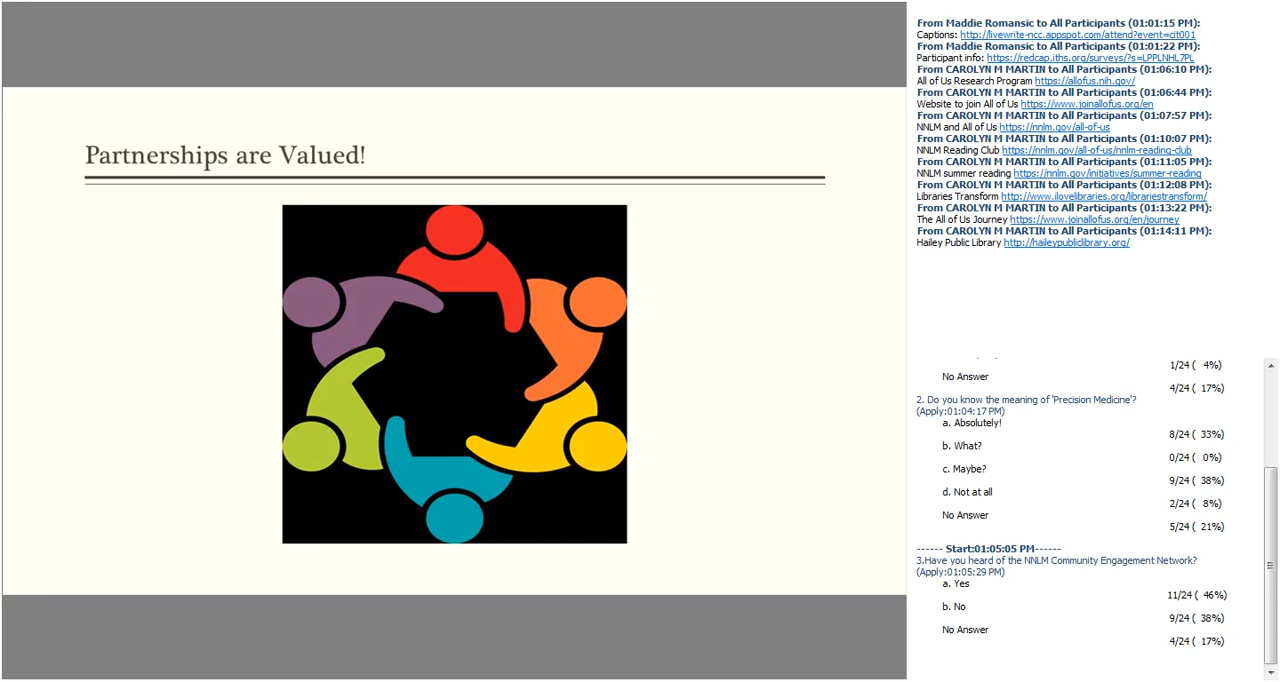 Partnerships are Valued!
From Maddie Romansic to All Participants (01:01:15 PM):
Captions: http://livewrite-ncc.appspot.com/attend?event=cit001
From Maddie Romansic to All Participants (01:01:22 PM):
Participant info: https://redcap.iths.org/surveys/?s=LPPLNHL7PL
From CAROLYN M MARTIN to All Participants (01:06:10 PM):
All of Us Research Program https://allofus.nih.gov/
From CAROLYN M MARTIN to All Participants (01:06:44 PM):
Website to join All of Us https://www.joinallofus.org/en
From CAROLYN M MARTIN to All Participants (01:07:57 PM):
NNLM and All of Us https://nnlm.gov/all-of-us
From CAROLYN M MARTIN to All Participants (01:10:07 PM):
NNLM Reading Club https://nnlm.gov/all-of-us/nnlm-reading-club
From CAROLYN M MARTIN to All Participants (01:11:05 PM):
NNLM summer reading https://nnlm.gov/initiatives/summer-reading
From CAROLYN M MARTIN to All Participants (01:12:08 PM):
Libraries Transform http://www.ilovelibraries.org/librariestransform/
From CAROLYN M MARTIN to All Participants (01:13:22 PM):
The All of Us Journey https://www.joinallofus.org/en/journey
From CAROLYN M MARTIN to All Participants (01:14:11 PM):
Hailey Public Library http://haileypubliclibrary.org/
1/24 ( 4%)
No Answer
4/24 ( 17%)
2. Do you know the meaning of 'Precision Medicine'?
(Apply:01:04:17 PM)
a. Absolutely!
8/24 ( 33%)
b. What?
0/24 ( 0%)
c. Maybe?
9/24 ( 38%)
d. Not at all
2/24 ( 8%)
No Answer
5/24 ( 21%)
------ Start:01:05:05 PM------
3.Have you heard of the NNLM Community Engagement Network?
(Apply:01:05:29 PM)
a. Yes
11/24 ( 46%)
b. No
9/24 ( 38%)
No Answer
4/24 ( 17%)